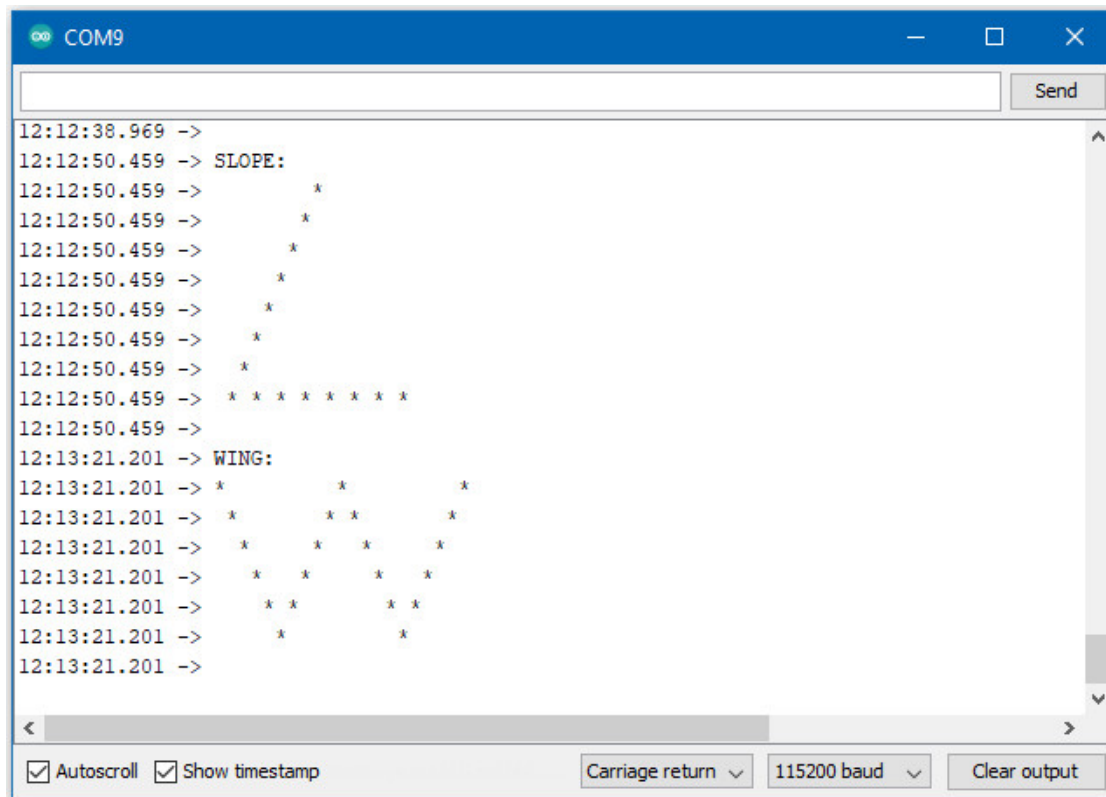 COM9
Send
12:12:38.969 ->
12:12:50.459 -> SLOPE:
12:12:50.459 ->         *
12:12:50.459 ->        *
12:12:50.459 ->       *
12:12:50.459 ->      *
12:12:50.459 ->     *
12:12:50.459 ->    *
12:12:50.459 ->   *
12:12:50.459 ->  * * * * * * * *
12:12:50.459 ->
12:13:21.201 -> WING:
12:13:21.201 -> *         *         *
12:13:21.201 ->  *       * *       *
12:13:21.201 ->   *     *   *     *
12:13:21.201 ->    *   *     *   *
12:13:21.201 ->     * *       * *
12:13:21.201 ->      *         *
12:13:21.201 ->
Autoscroll Show timestamp Carriage return 115200 baud Clear output